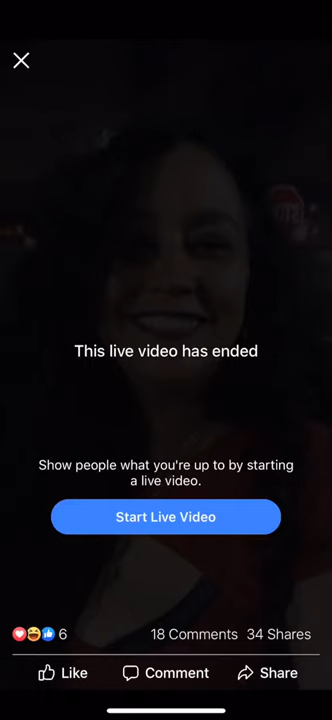 This live video has ended
Show people what you're up to by starting
a live video.
Start Live Video
6
18 Comments 34 Shares
Like Comment Share